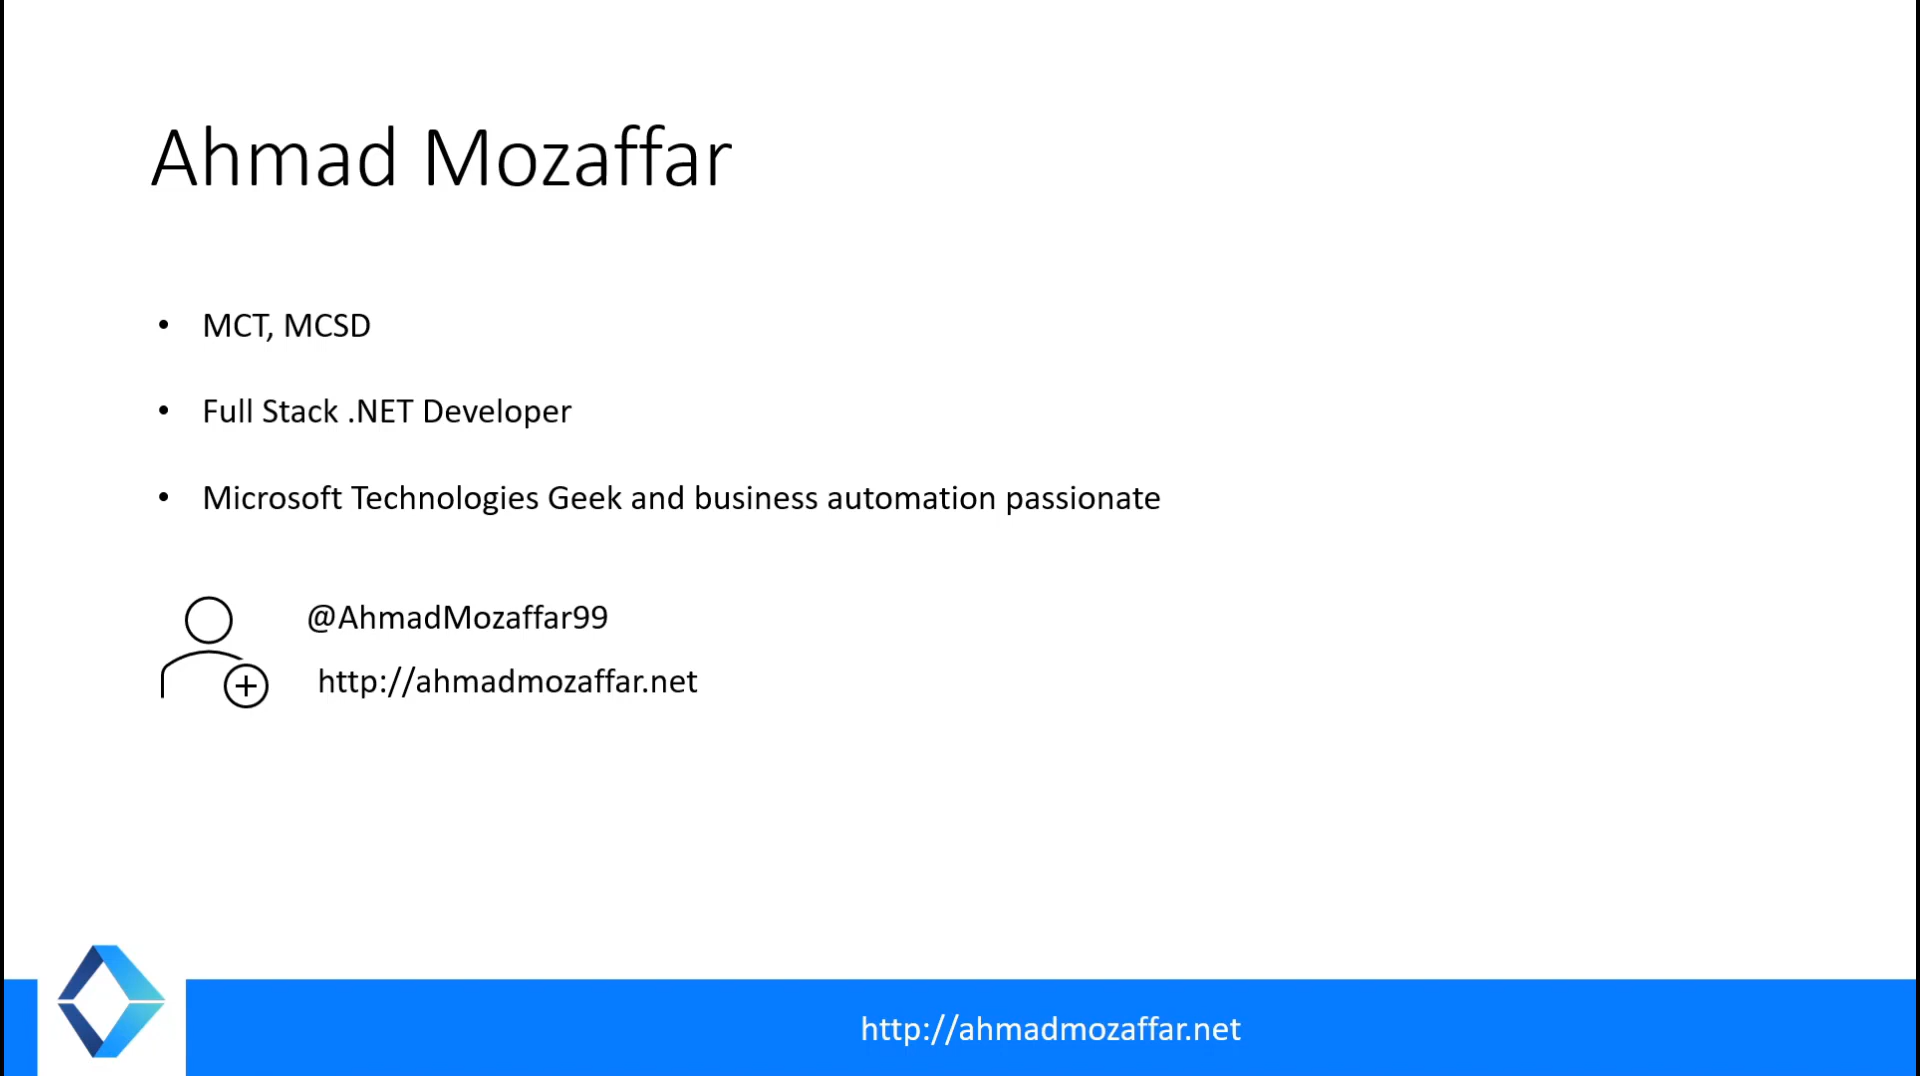 Ahmad Mozaffar
• MCT, MCSD
• Full Stack .NET Developer
• Microsoft Technologies Geek and business automation passionate
@AhmadMozaffar99
http://ahmadmozaffar.net
http://ahmadmozaffar.net